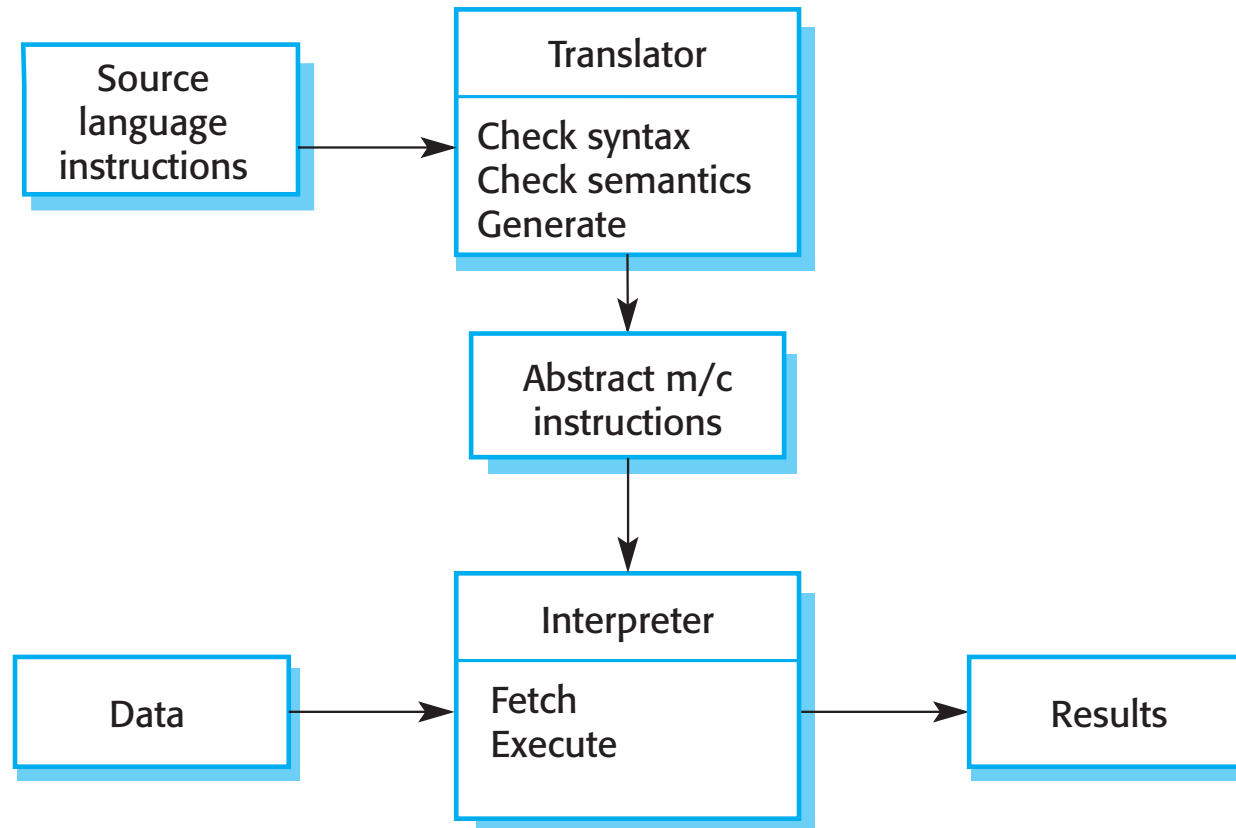 Source
language
instructions
Translator
Check syntax
Check semantics
Generate
Abstract m/c
instructions
Interpreter
Fetch
Execute
Data
Results